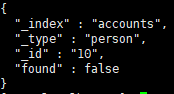 {
"_index" : "accounts",
"_type" : "person",
"_id" : "10",
"found" : false
}